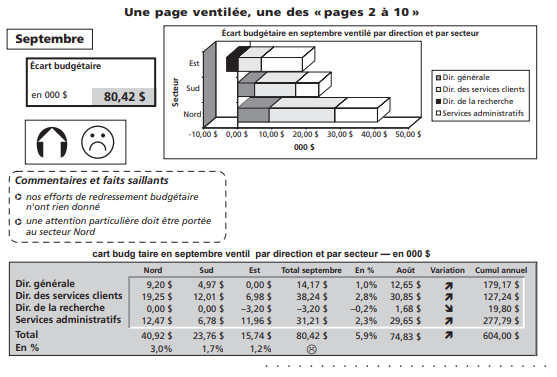 Une page ventilée, une des «pages 2 à 10»
Septembre
Écart budgétaire
en 000 $ 80,42 $
Écart budgétaire en septembre ventilé par direction et par secteur
Secteur
Est
Sud
Nord
-10,00 $ 0,00 $ 10,00 $ 20,00 $ 30,00 $ 40,00 $ 50,00 $
000 $
Dir. générale
Dir. des services clients
Dir. de la recherche
Services administratifs
Commentaires et faits saillants
nos efforts de redressement budgétaire
n'ont rien donné
une attention particulière doit être portée
au secteur Nord
cart budg taire en septembre ventil par direction et par secteur — en 000 $
Nord Sud Est Total septembre En % Août Variation Cumul annuel
Dir. générale 9,20 $ 4,97 $ 0,00 $ 14,17 $ 1,0% 12,65 $ 179,17 $
Dir. des services clients 19,25 $ 12,01 $ 6,98 $ 38,24 $ 2,8% 30,85 $ 127,24 $
Dir. de la recherche 0,00 $ 0,00 $ –3,20 $ –3,20 $ –0,2% 1,68 $ 19,80 $
Services administratifs 12,47 $ 6,78 $ 11,96 $ 31,21 $ 2,3% 29,65 $ 277,79 $
Total 40,92 $ 23,76 $ 15,74 $ 80,42 $ 5,9% 74,83 $ 604,00 $
En % 3,0% 1,7% 1,2%